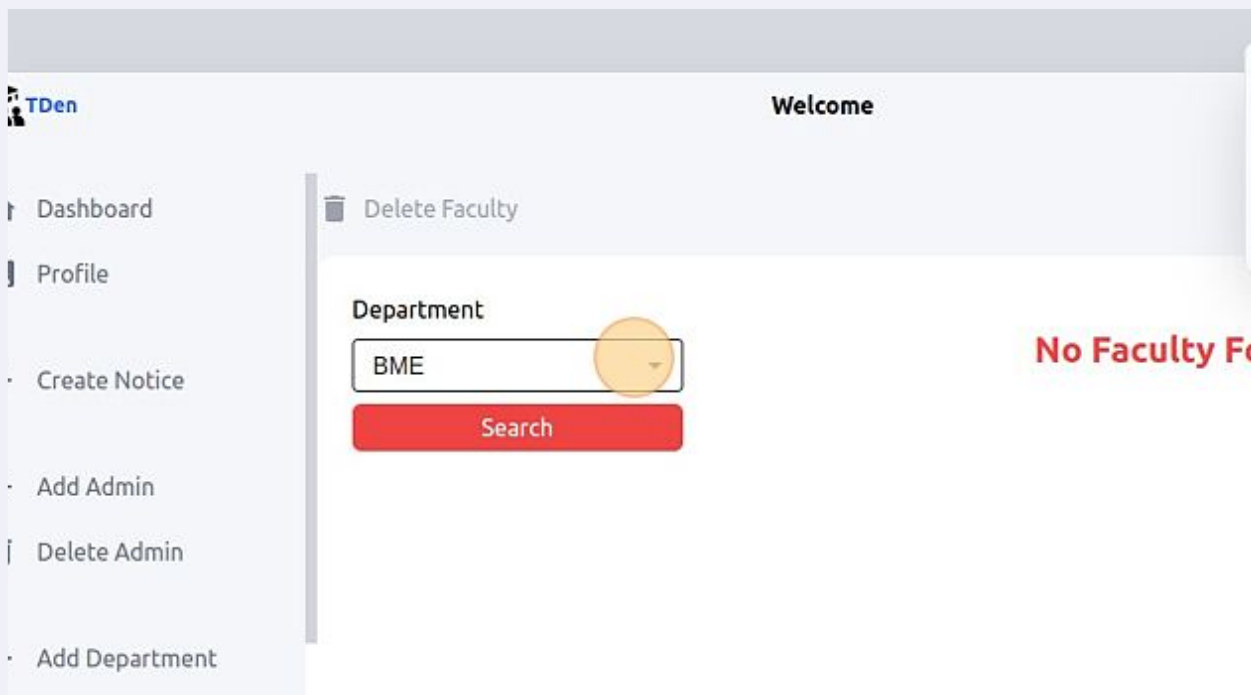 TDen
Welcome
Dashboard
Delete Faculty
Profile
Department
BME
No Faculty
Create Notice
Search
Add Admin
Delete Admin
Add Department